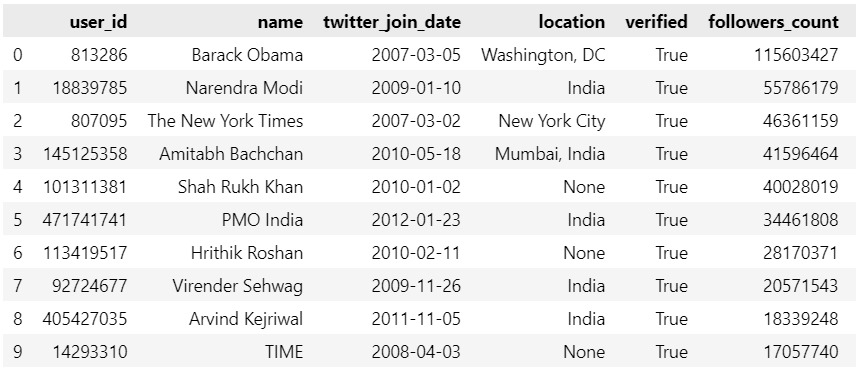 user_id name twitter_join_date location verified followers_count
0 813286 Barack Obama 2007-03-05 Washington, DC True 115603427
1 18839785 Narendra Modi 2009-01-10 India True 55786179
2 807095 The New York Times 2007-03-02 New York City True 46361159
3 145125358 Amitabh Bachchan 2010-05-18 Mumbai, India True 41596464
4 101311381 Shah Rukh Khan 2010-01-02 None True 40028019
5 471741741 PMO India 2012-01-23 India True 34461808
6 113419517 Hrithik Roshan 2010-02-11 None True 28170371
7 92724677 Virender Sehwag 2009-11-26 India True 20571543
8 405427035 Arvind Kejriwal 2011-11-05 India True 18339248
9 14293310 TIME 2008-04-03 None True 17057740